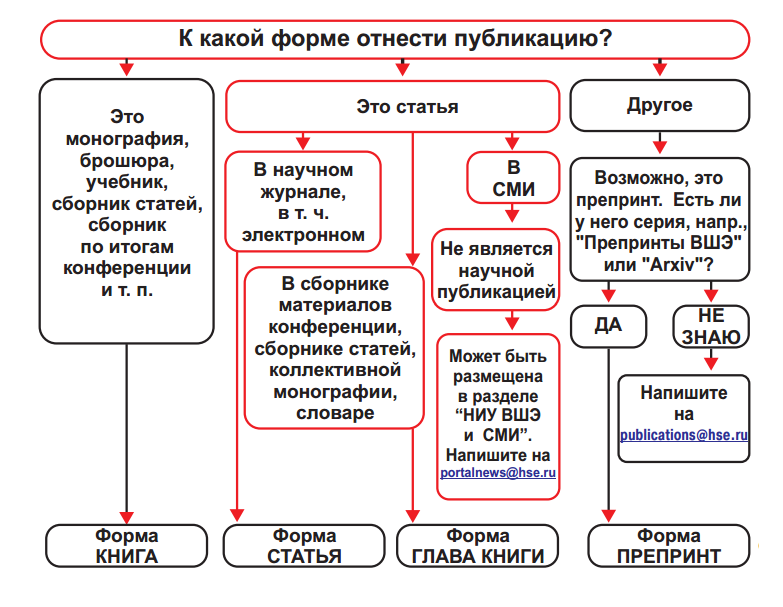 К какой форме отнести публикацию?
Это
монография,
брошюра,
учебник,
сборник статей,
сборник
по итогам
конференции
и т. п.
Это статья
В научном
журнале,
в т. ч.
электронном
В сборнике
материалов
конференции,
сборнике статей,
коллективной
монографии,
словаре
В
СМИ
Не является
научной
публикацией
Может быть
размещена
в разделе
“НИУ ВШЭ
и СМИ”.
Напишите на
portalnews@hse.ru
Другое
Возможно, это
препринт. Есть ли
у него серия, напр.,
"Препринты ВШЭ"
или "Arxiv"?
ДА
НЕ
ЗНАЮ
Напишите
на
publications@hse.ru
Форма
КНИГА
Форма
СТАТЬЯ
Форма
ГЛАВА КНИГИ
Форма
ПРЕПРИНТ